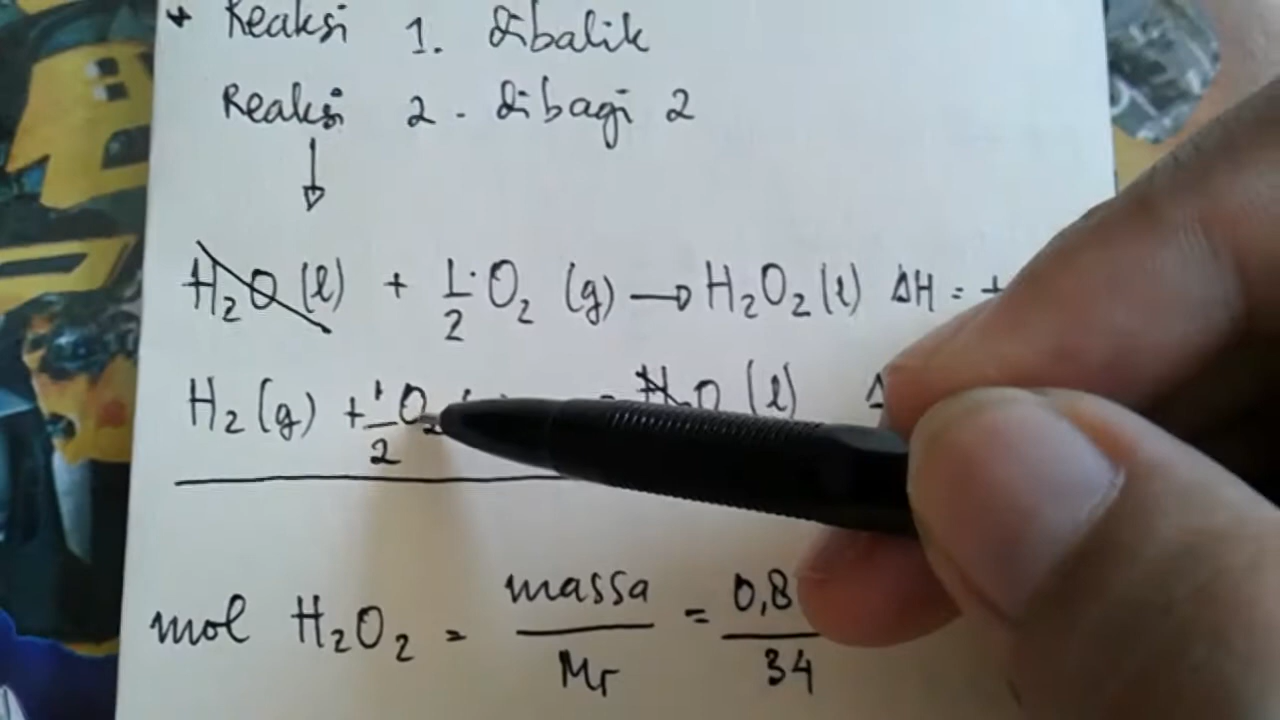 * Reaksi 1. dibalik
Reaksi 2. dibagi 2
H₂O (l) + 1/2 O₂ (g) → H₂O₂ (l) ΔH = +
H₂ (g) + 1/2 O₂ H₂O (l)
mol H₂O₂ = massa/Mr = 0,8/34